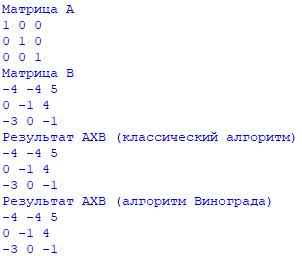 Матрица А
1 0 0
0 1 0
0 0 1
Матрица В
-4 -4 5
0 -1 4
-3 0 -1
Результат АХВ (классический алгоритм)
-4 -4 5
0 -1 4
-3 0 -1
Результат АХВ (алгоритм Винограда)
-4 -4 5
0 -1 4
-3 0 -1